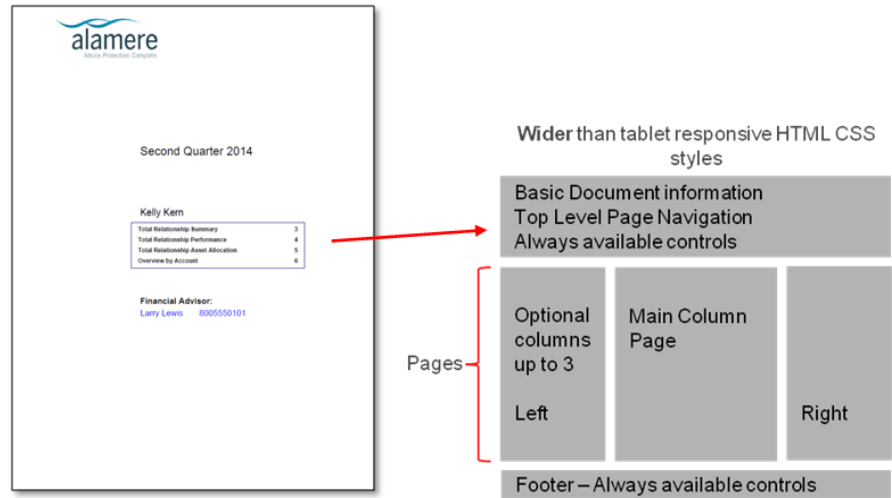 alamere
Advice. Protection. Complete.
Second Quarter 2014
Kelly Kern
Total Relationship Summary 3
Total Relationship Performance 4
Total Relationship Asset Allocation 5
Overview by Account 6
Financial Advisor:
Larry Lewis 8005550101
Wider than tablet responsive HTML CSS
styles
Basic Document information
Top Level Page Navigation
Always available controls
Pages
Optional
columns
up to 3
Left
Main Column
Page
Right
Footer – Always available controls